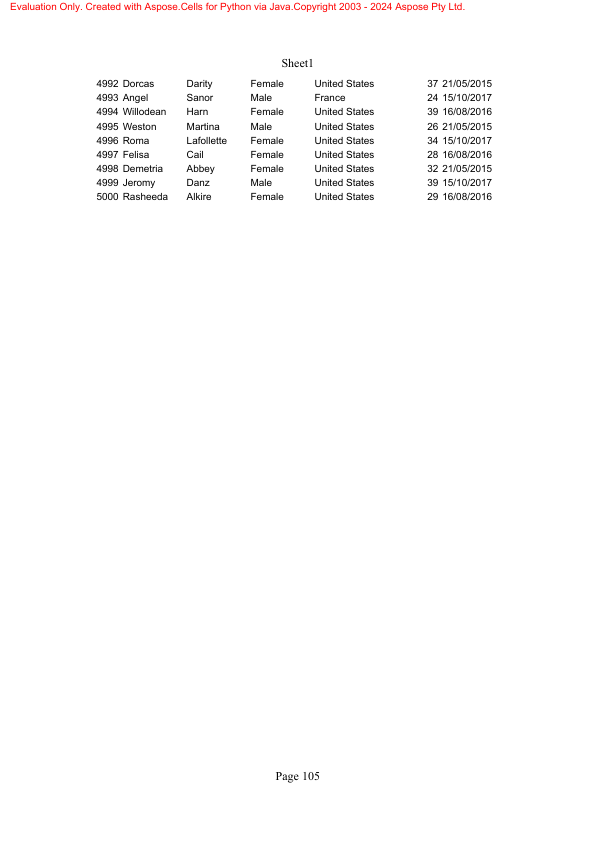 Evaluation Only. Created with Aspose.Cells for Python via Java.Copyright 2003 - 2024 Aspose Pty Ltd.
Sheet1
4992 Dorcas Darity Female United States 37 21/05/2015
4993 Angel Sanor Male France 24 15/10/2017
4994 Willodean Harn Female United States 39 16/08/2016
4995 Weston Martina Male United States 26 21/05/2015
4996 Roma Lafollette Female United States 34 15/10/2017
4997 Felisa Cail Female United States 28 16/08/2016
4998 Demetria Abbey Female United States 32 21/05/2015
4999 Jeromy Danz Male United States 39 15/10/2017
5000 Rasheeda Alkire Female United States 29 16/08/2016
Page 105